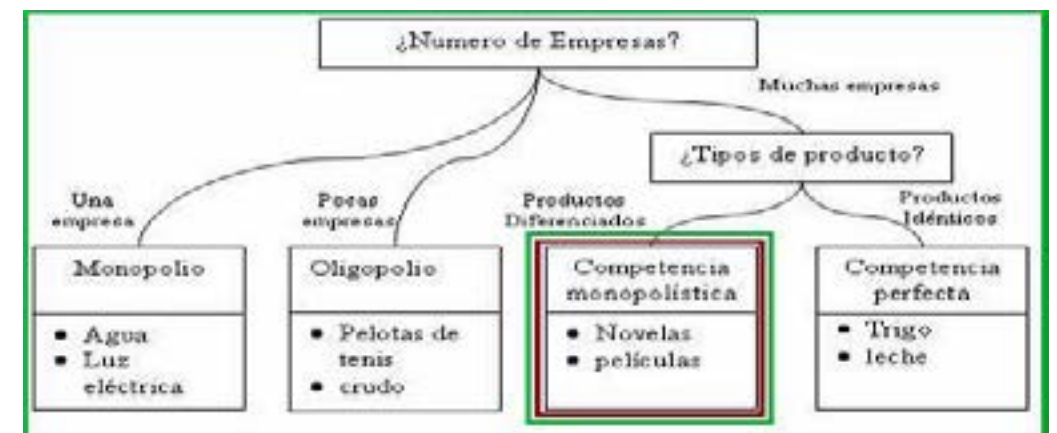 ¿Numero de Empresas?
Muchas empresas
¿Tipos de producto?
Una
empresa
Pocas
empresas
Productos
Diferenciados
Productos
Idénticos
Monopolio
• Agua
• Luz
eléctrica
Oligopolio
• Pelotas de
tenis
• crudo
Competencia
monopolística
• Novelas
• películas
Competencia
perfecta
• Trigo
• leche